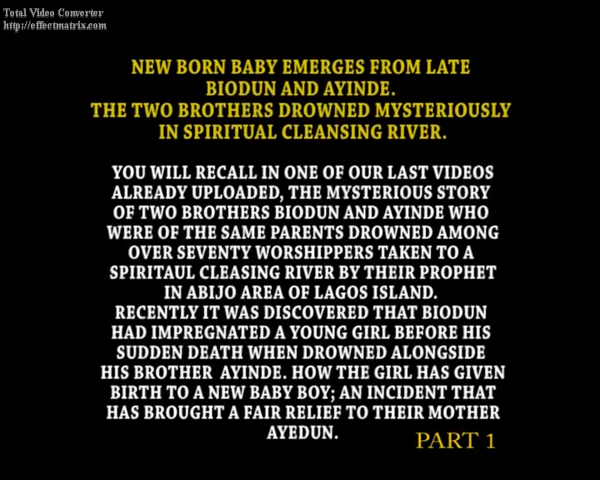 Total Video Converter
http://effectmatrix.com
NEW BORN BABY EMERGES FROM LATE
BIODUN AND AYINDE.
THE TWO BROTHERS DROWNED MYSTERIOUSLY
IN SPIRITUAL CLEANSING RIVER.
YOU WILL RECALL IN ONE OF OUR LAST VIDEOS
ALREADY UPLOADED, THE MYSTERIOUS STORY
OF TWO BROTHERS BIODUN AND AYINDE WHO
WERE OF THE SAME PARENTS DROWNED AMONG
OVER SEVENTY WORSHIPPERS TAKEN TO A
SPIRITAUL CLEASING RIVER BY THEIR PROPHET
IN ABIJO AREA OF LAGOS ISLAND.
RECENTLY IT WAS DISCOVERED THAT BIODUN
HAD IMPREGNATED A YOUNG GIRL BEFORE HIS
SUDDEN DEATH WHEN DROWNED ALONGSIDE
HIS BROTHER AYINDE. HOW THE GIRL HAS GIVEN
BIRTH TO A NEW BABY BOY; AN INCIDENT THAT
HAS BROUGHT A FAIR RELIEF TO THEIR MOTHER
AYEDUN.
PART 1